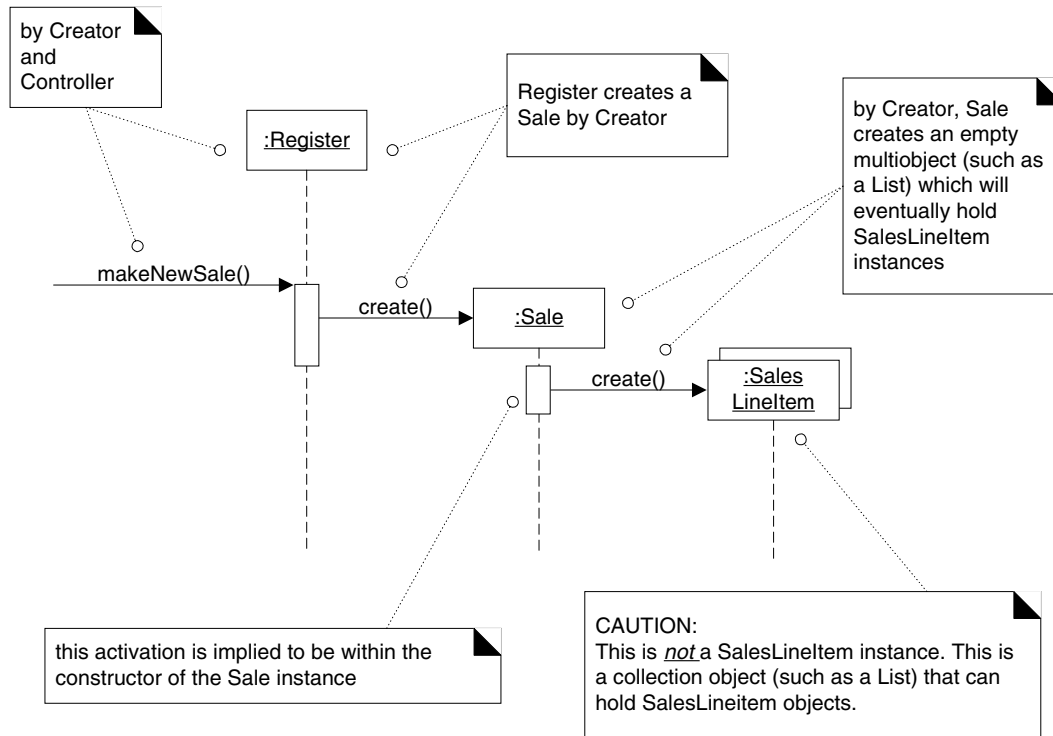 by Creator
and
Controller
:Register
Register creates a
Sale by Creator
by Creator, Sale
creates an empty
multiobject (such as
a List) which will
eventually hold
SalesLineItem
instances
makeNewSale()
create()
:Sale
create()
:Sales
LineItem
this activation is implied to be within the
constructor of the Sale instance
CAUTION:
This is not a SalesLineItem instance. This is
a collection object (such as a List) that can
hold SalesLineitem objects.